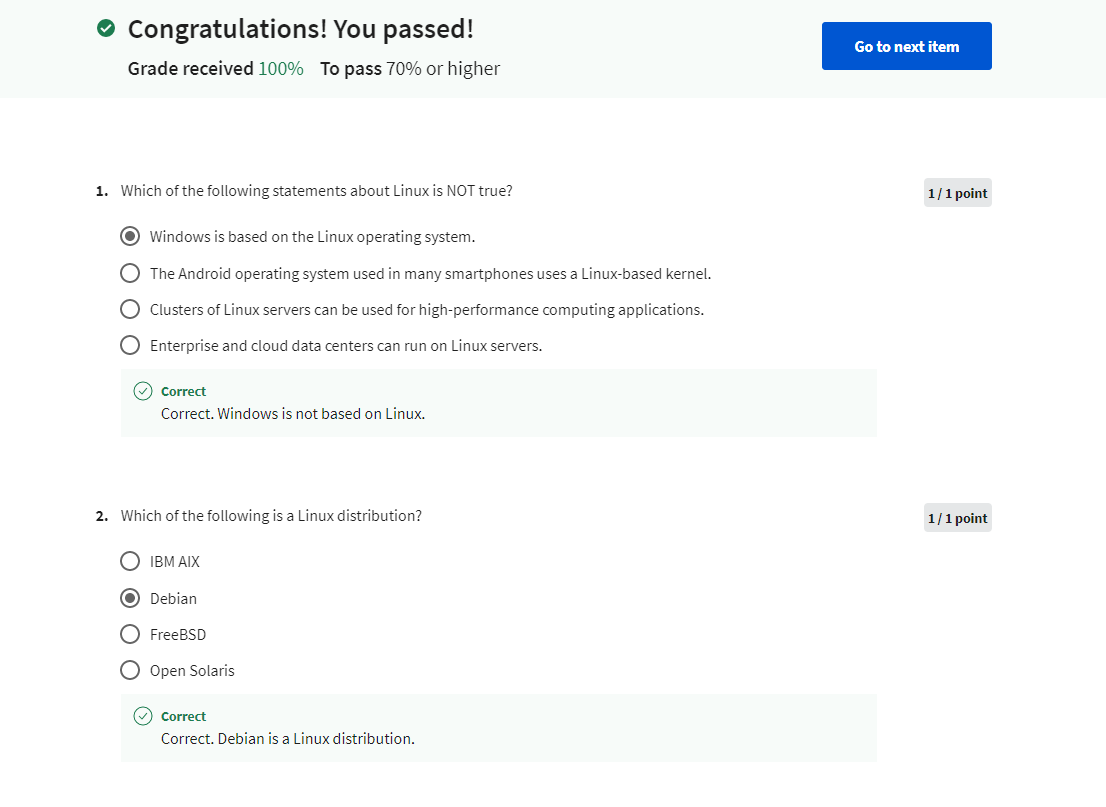 Congratulations! You passed!
Grade received 100% To pass 70% or higher
Go to next item
1. Which of the following statements about Linux is NOT true?
1 / 1 point
Windows is based on the Linux operating system.
The Android operating system used in many smartphones uses a Linux-based kernel.
Clusters of Linux servers can be used for high-performance computing applications.
Enterprise and cloud data centers can run on Linux servers.
Correct
Correct. Windows is not based on Linux.
2. Which of the following is a Linux distribution?
1 / 1 point
IBM AIX
Debian
FreeBSD
Open Solaris
Correct
Correct. Debian is a Linux distribution.